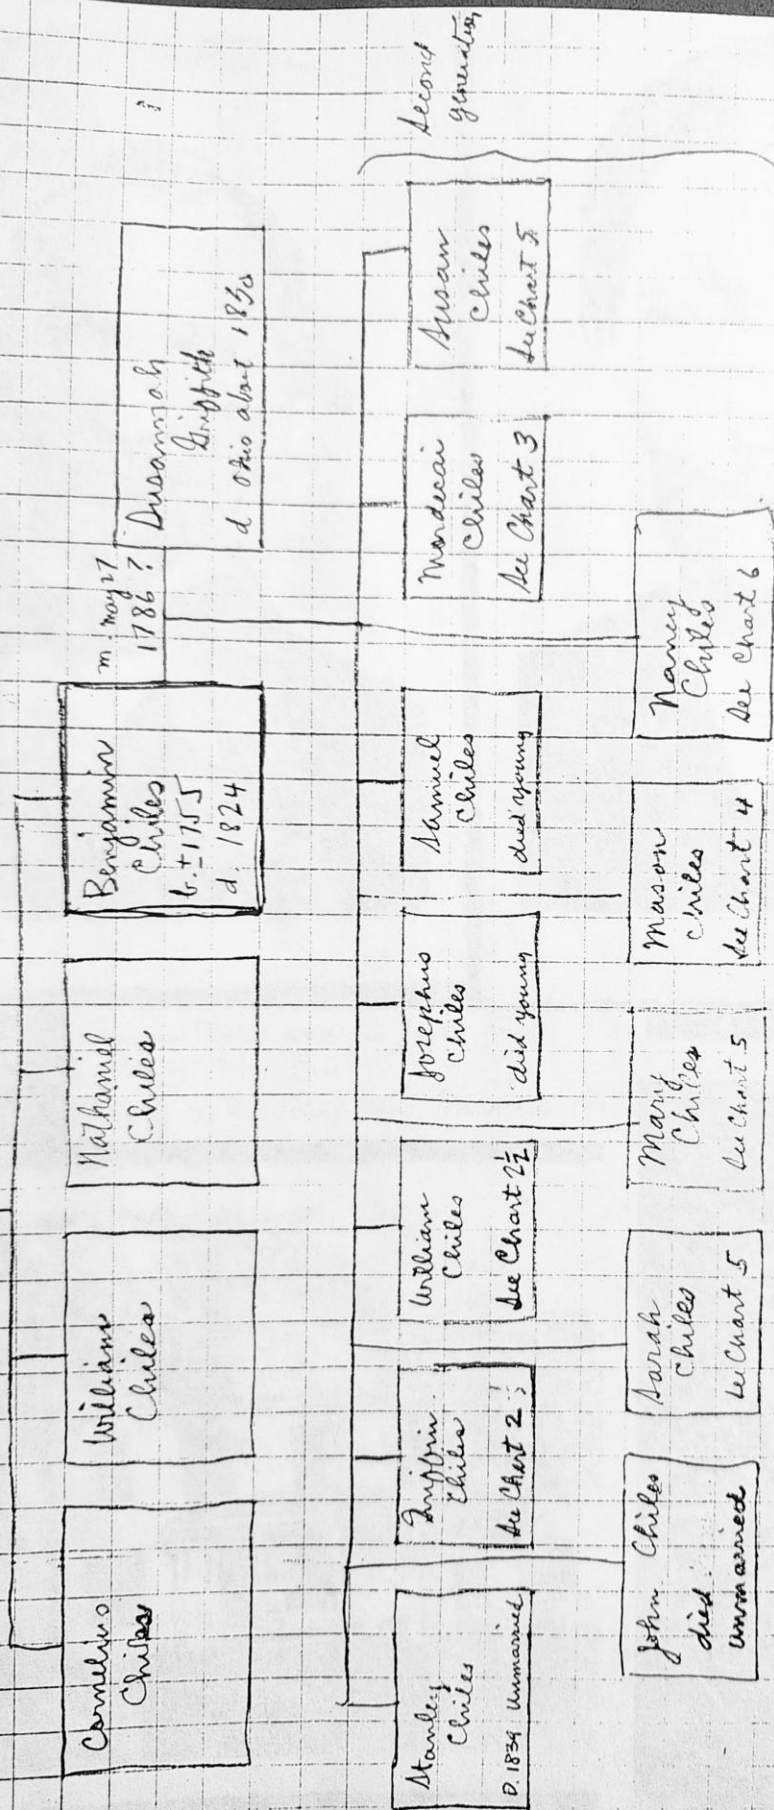 Cornelius
Chiles
William
Chiles
Nathaniel
Chiles
Benjamin
Chiles
b. ±1755
d. 1824
m. May 27
1786 ?
Susannah
Griffith
d Ohio about 1830
Second
generation
Stanley
Chiles
D. 1834 unmarried
Griffin
Chiles
See Chart 2
William
Chiles
See Chart 2½
Josephus
Chiles
died young
Samuel
Chiles
died young
Mordecai
Chiles
See Chart 3
Susan
Chiles
See Chart 5
John Chiles
died
unmarried
Sarah
Chiles
See Chart 5
Mary
Chiles
See Chart 5
Mason
Chiles
See Chart 4
Nancy
Chiles
See Chart 6